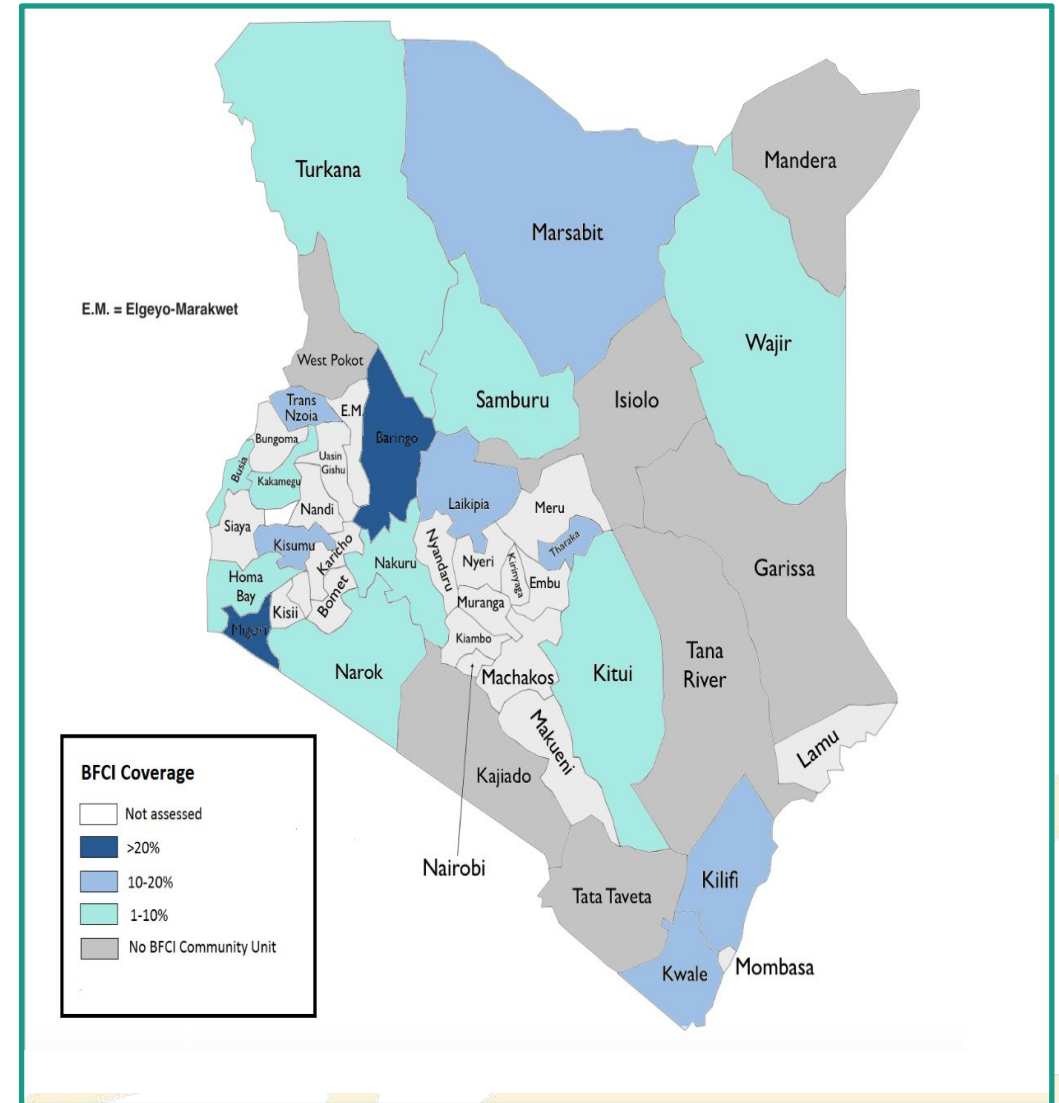 Turkana
Marsabit
Mandera
Wajir
E.M. = Elgeyo-Marakwet
West Pokot
Samburu
Isiolo
Trans
Nzoia
E.M.
Baringo
Bungoma
Uasin
Gishu
Busia
Kakamegu
Laikipia
Meru
Nandi
Siaya
Kisumu
Karicho
Nakuru
Nyandaru
Nyeri
Kirinyaga
Tharaka
Embu
Garissa
Homa
Bay
Kisii
Bomet
Muranga
Migori
Kiambo
Narok
Machakos
Kitui
Tana
River
Makueni
Lamu
Kajiado
Nairobi
Tata Taveta
Kilifi
Kwale
Mombasa
BFCI Coverage
Not assessed
>20%
10-20%
1-10%
No BFCI Community Unit